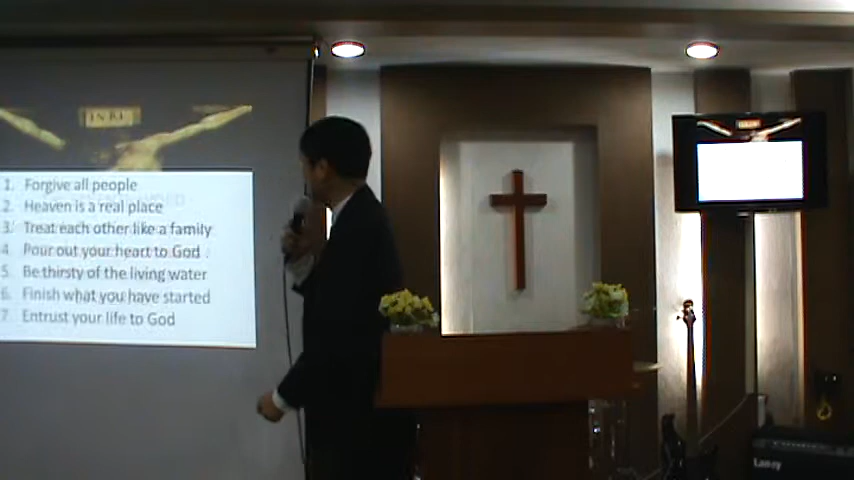 INRI
1. Forgive all people
2. Heaven is a real place
3. Treat each other like a family
4. Pour out your heart to God .
5. Be thirsty of the living water
6. Finish what you have started
7. Entrust your life to God
Laney